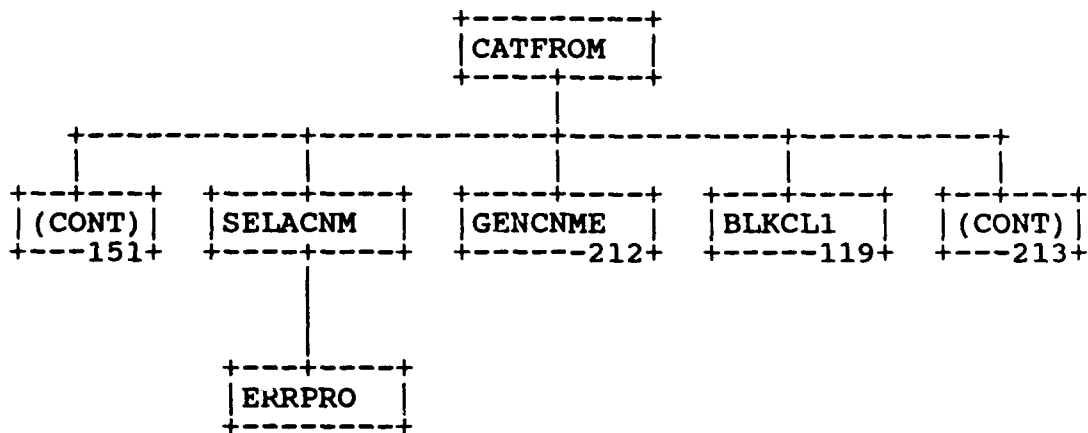 CATFROM
(CONT) SELACNM GENCNME BLKCL1 (CONT)
151 212 119 213
ERRPRO